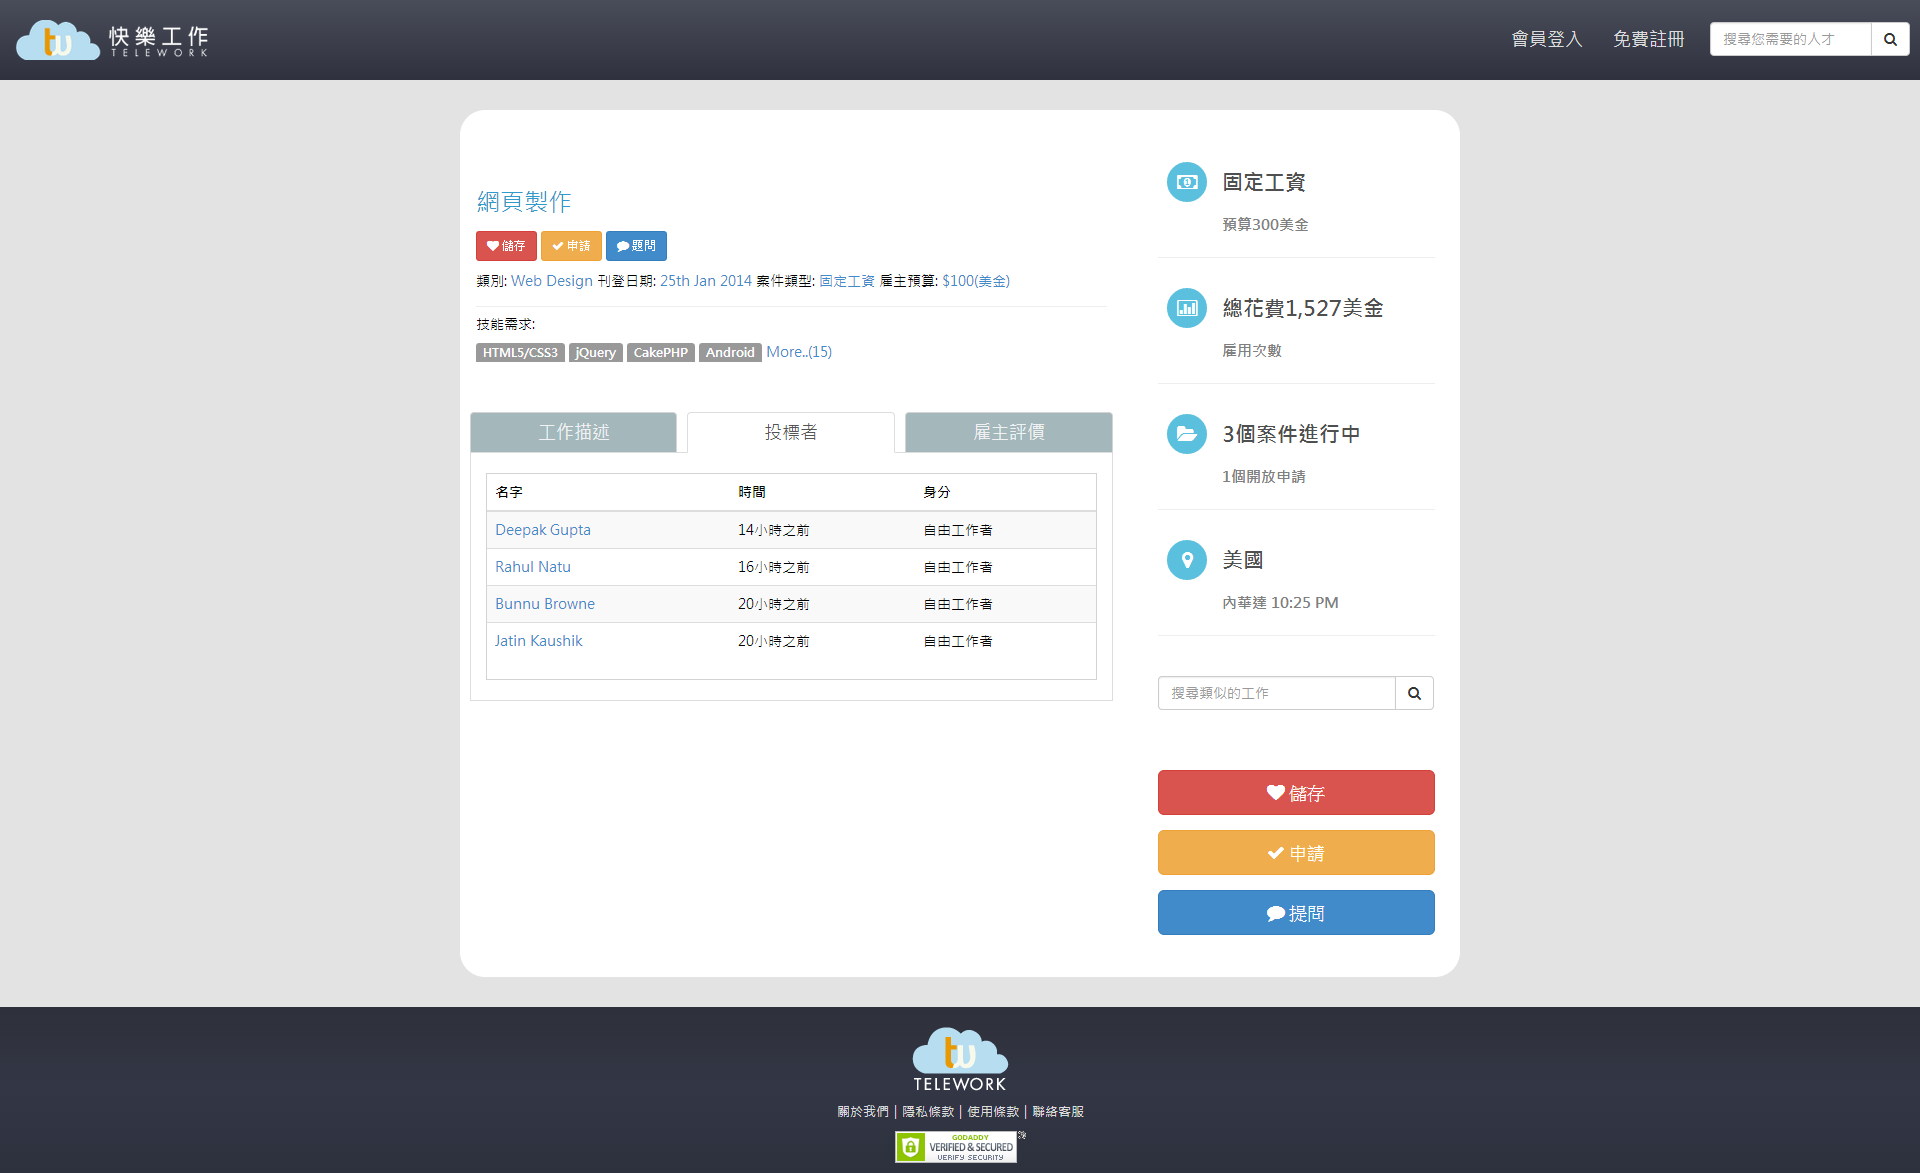 tw 快樂工作
TELEWORK
會員登入 免費註冊 搜尋您需要的人才
網頁製作
儲存 申請 題問
類別: Web Design 刊登日期: 25th Jan 2014 案件類型: 固定工資 雇主預算: $100(美金)
技能需求:
HTML5/CSS3 jQuery CakePHP Android More..(15)
工作描述 投標者 雇主評價
名字 時間 身分
Deepak Gupta 14小時之前 自由工作者
Rahul Natu 16小時之前 自由工作者
Bunnu Browne 20小時之前 自由工作者
Jatin Kaushik 20小時之前 自由工作者
固定工資
預算300美金
總花費1,527美金
雇用次數
3個案件進行中
1個開放申請
美國
內華達 10:25 PM
搜尋類似的工作
儲存
申請
提問
tw
TELEWORK
關於我們 | 隱私條款 | 使用條款 | 聯絡客服
GODADDY
VERIFIED & SECURED
VERIFY SECURITY